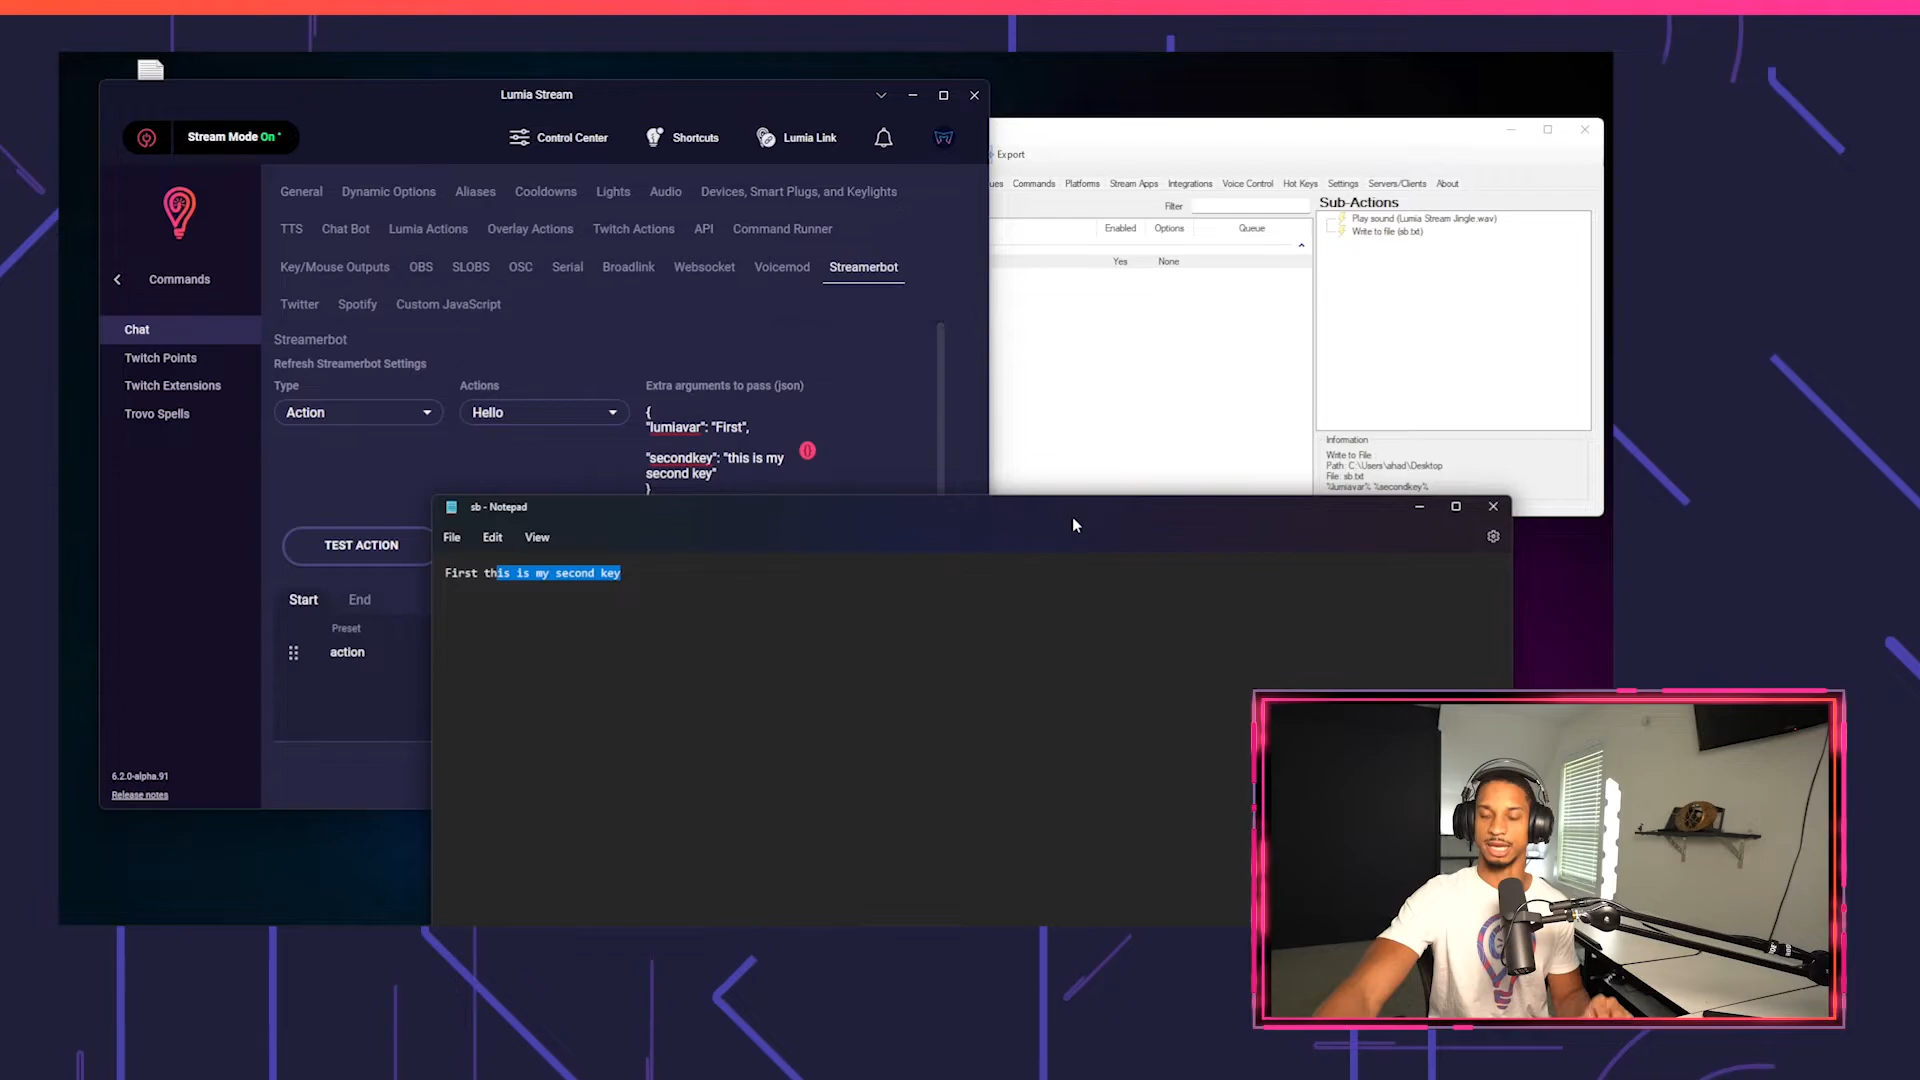 Lumia Stream
Stream Mode On
Control Center
Shortcuts
Lumia Link
General
Dynamic Options
Aliases
Cooldowns
Lights
Audio
Devices, Smart Plugs, and Keylights
TTS
Chat Bot
Lumia Actions
Overlay Actions
Twitch Actions
API
Command Runner
Key/Mouse Outputs
OBS
SLOBS
OSC
Serial
Broadlink
Websocket
Voicemod
Streamerbot
Twitter
Spotify
Custom JavaScript
Commands
Chat
Twitch Points
Twitch Extensions
Trovo Spells
Streamerbot
Refresh Streamerbot Settings
Type
Actions
Extra arguments to pass (json)
Action
Hello
{
"lumiavar": "First",
"secondkey": "this is my
second key"
}
TEST ACTION
Start
End
Preset
action
6.2.0-alpha.91
Release notes
Export
ues
Commands
Platforms
Stream Apps
Integrations
Voice Control
Hot Keys
Settings
Servers/Clients
About
Filter
Enabled
Options
Queue
Yes
None
Sub-Actions
Play sound (Lumia Stream Jingle.wav)
Write to file (sb.txt)
Information
Write to File
Path: C:\Users\ahad\Desktop
File: sb.txt
%lumiavar% %secondkey%
sb - Notepad
File
Edit
View
First this is my second key